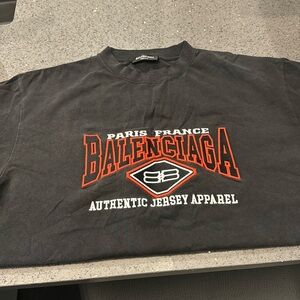 PARIS FRANCE
BALENCIAGA
BB
AUTHENTIC JERSEY APPAREL